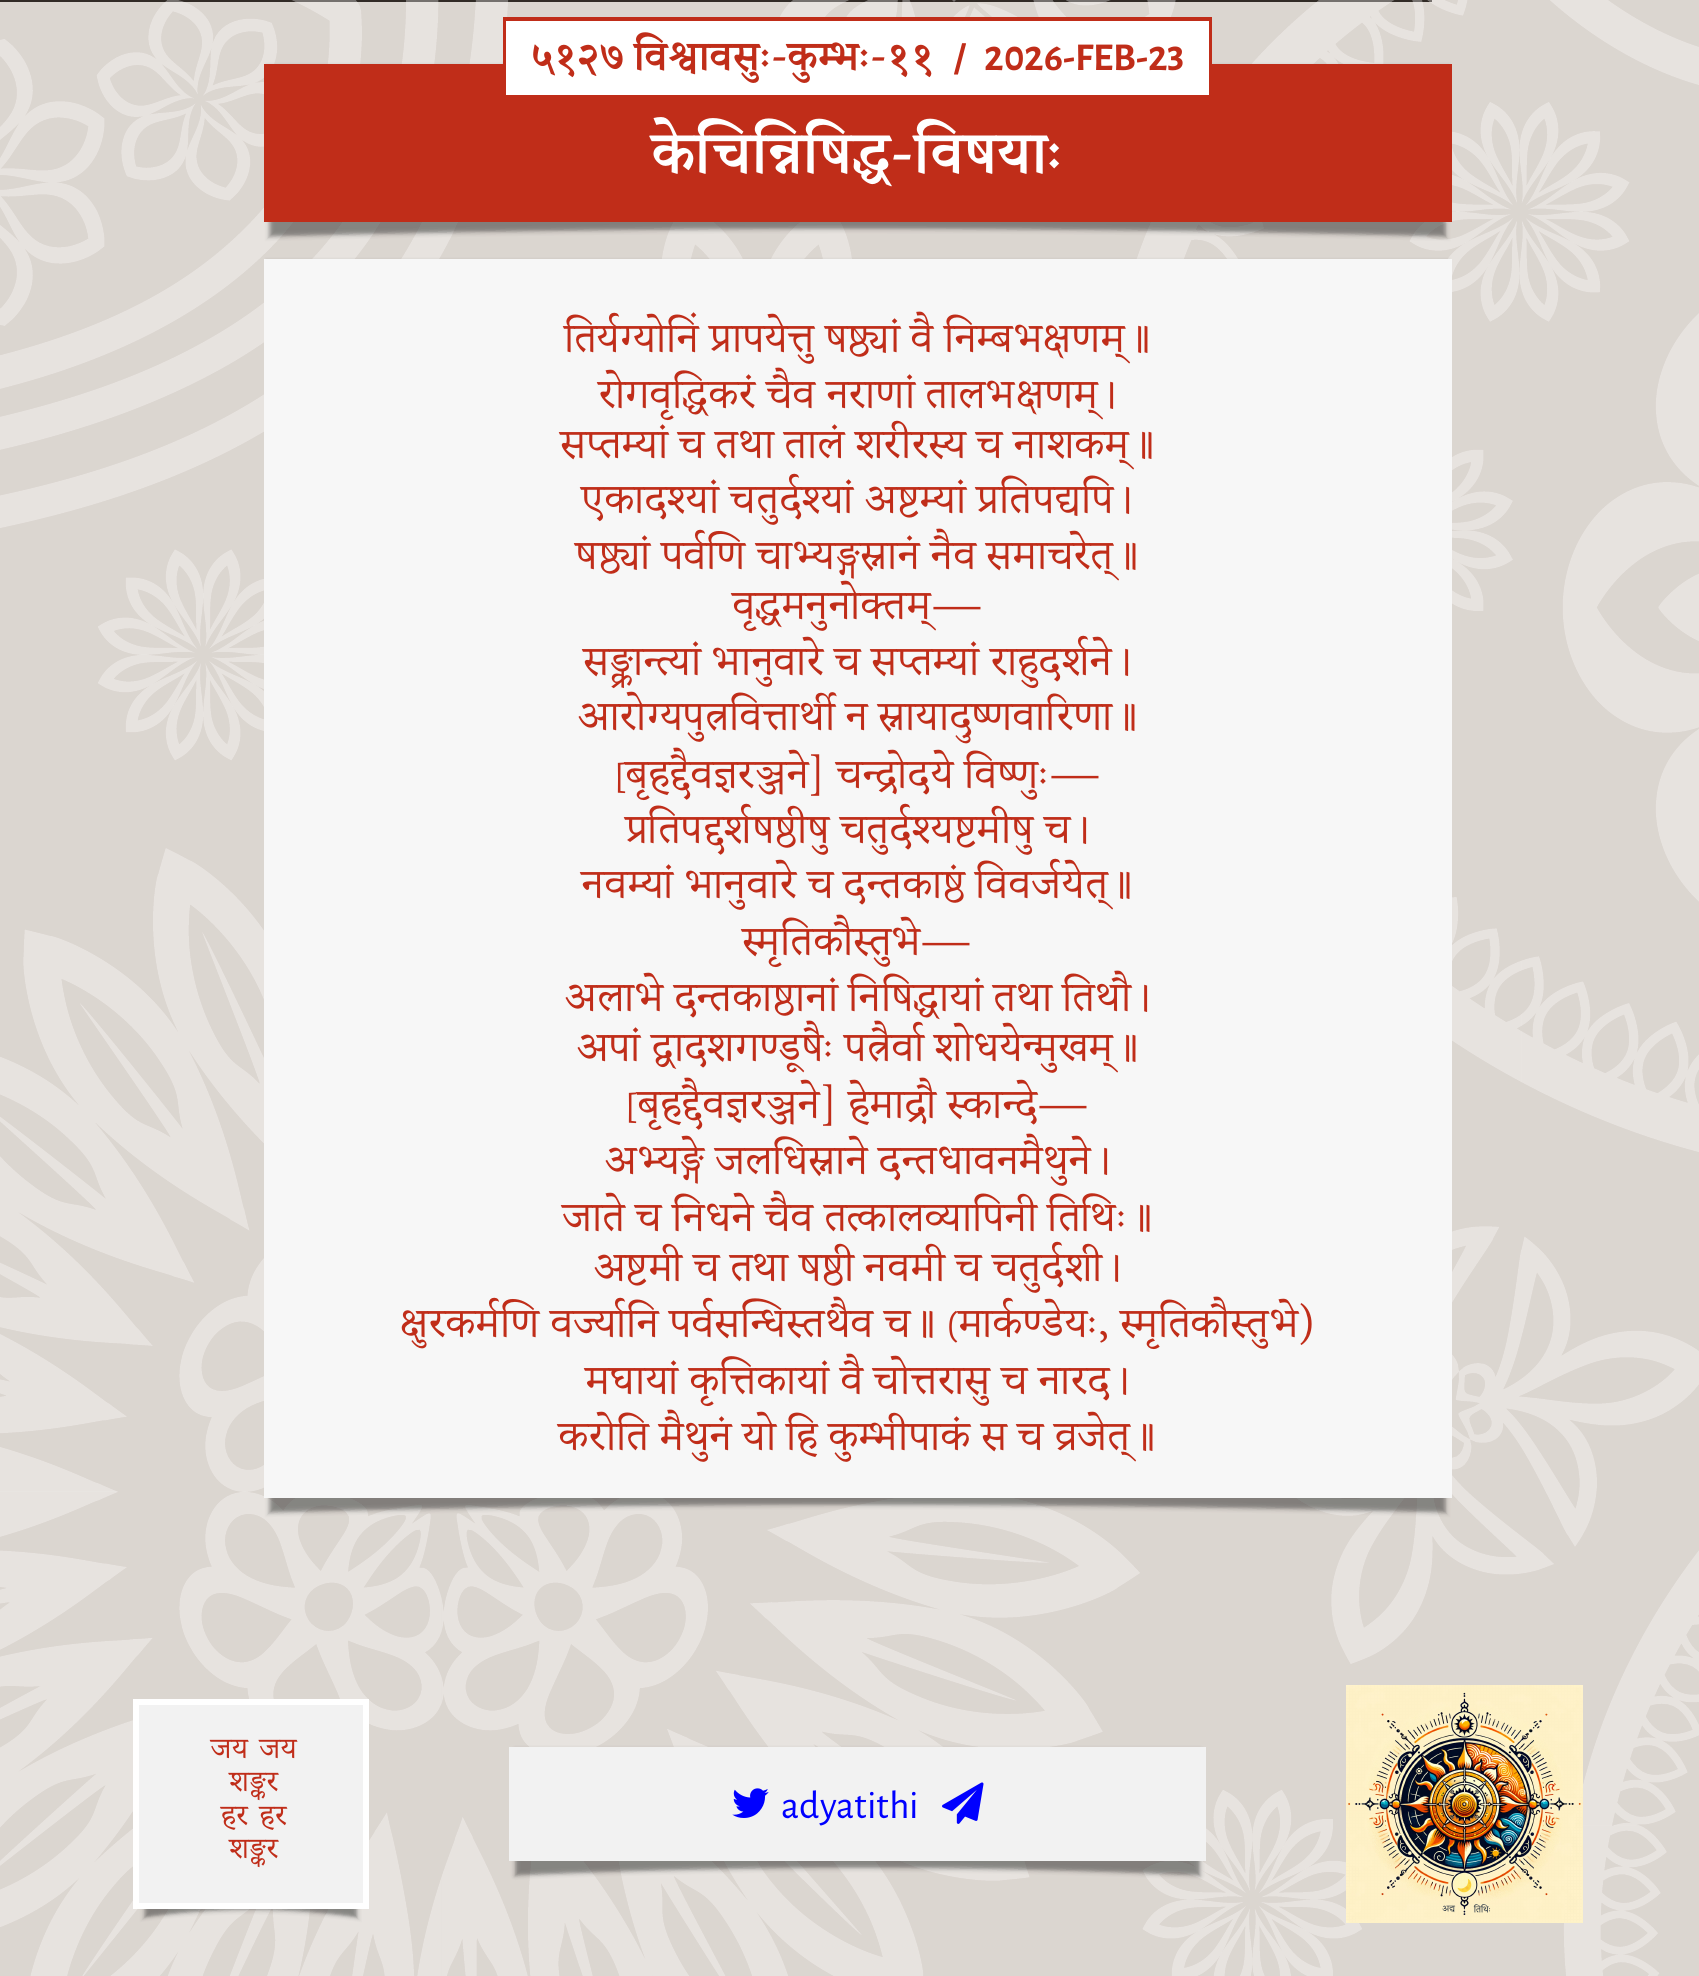 ५१२७ विश्वावसुः-कुम्भः-११ / 2026-FEB-23
केचिन्निषिद्ध-विषयाः
तिर्यग्योनिं प्रापयेत्तु षष्ठ्यां वै निम्बभक्षणम्॥
रोगवृद्धिकरं चैव नराणां तालभक्षणम्।
सप्तम्यां च तथा तालं शरीरस्य च नाशकम्॥
एकादश्यां चतुर्दश्यां अष्टम्यां प्रतिपद्यपि।
षष्ठ्यां पर्वणि चाभ्यङ्गस्नानं नैव समाचरेत्॥
वृद्धमनुनोक्तम्—
सङ्क्रान्त्यां भानुवारे च सप्तम्यां राहुदर्शने।
आरोग्यपुत्रवित्तार्थी न स्नायादुष्णवारिणा॥
[बृहद्दैवज्ञरञ्जने] चन्द्रोदये विष्णुः—
प्रतिपद्दर्शषष्ठीषु चतुर्दश्यष्टमीषु च।
नवम्यां भानुवारे च दन्तकाष्ठं विवर्जयेत्॥
स्मृतिकौस्तुभे—
अलाभे दन्तकाष्ठानां निषिद्धायां तथा तिथौ।
अपां द्वादशगण्डूषैः पत्रैर्वा शोधयेन्मुखम्॥
[बृहद्दैवज्ञरञ्जने] हेमाद्रौ स्कान्दे—
अभ्यङ्गे जलधिस्नाने दन्तधावनमैथुने।
जाते च निधने चैव तत्कालव्यापिनी तिथिः॥
अष्टमी च तथा षष्ठी नवमी च चतुर्दशी।
क्षुरकर्मणि वर्ज्यानि पर्वसन्धिस्तथैव च॥ (मार्कण्डेयः, स्मृतिकौस्तुभे)
मघायां कृत्तिकायां वै चोत्तरासु च नारद।
करोति मैथुनं यो हि कुम्भीपाकं स च व्रजेत्॥
जय जय
शङ्कर
हर हर
शङ्कर
adyatithi
अद्य तिथिः